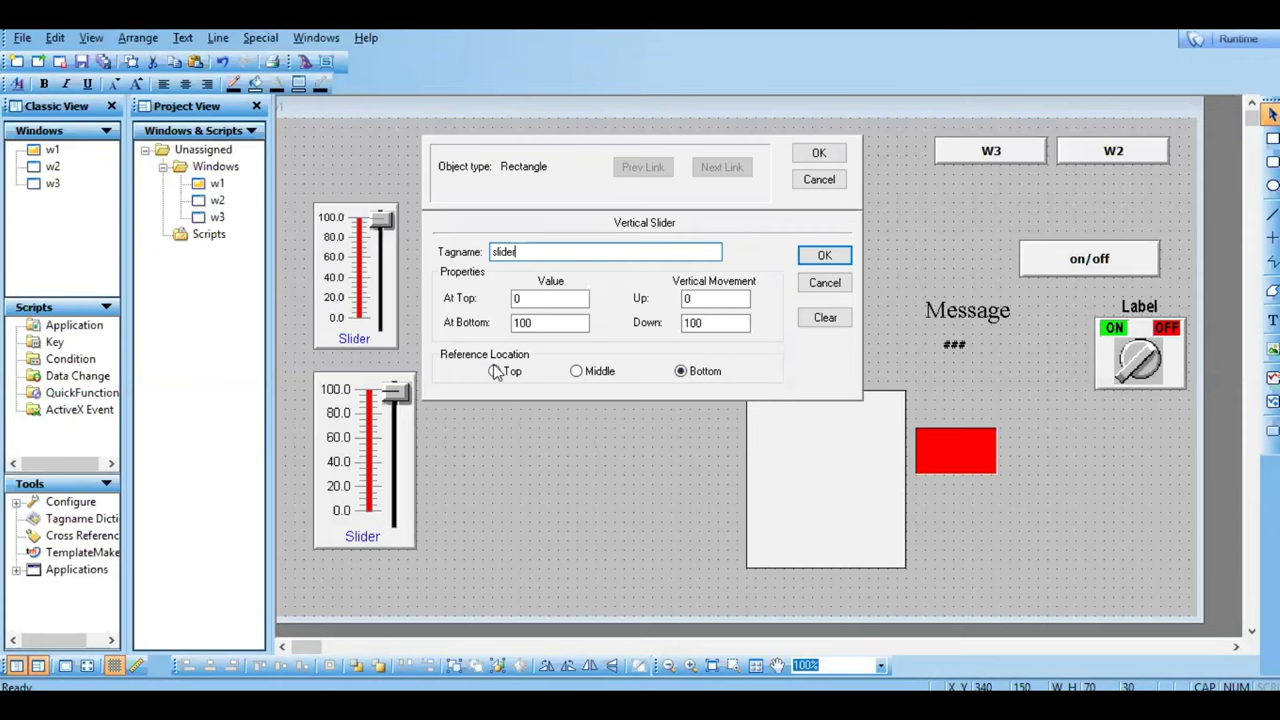 File Edit View Arrange Text Line Special Windows Help
Runtime
B I U A A
Classic View
Project View
Windows
w1
w2
w3
Scripts
Application
Key
Condition
Data Change
QuickFunction
ActiveX Event
Tools
Configure
Tagname Dicti
Cross Referenc
TemplateMake
Applications
Windows & Scripts
Unassigned
Windows
w1
w2
w3
Scripts
100.0
80.0
60.0
40.0
20.0
0.0
Slider
100.0
80.0
60.0
40.0
20.0
0.0
Slider
Object type: Rectangle
Prev Link
Next Link
OK
Cancel
Vertical Slider
Tagname: slider
OK
Properties
Value
Vertical Movement
Cancel
At Top: 0
Up: 0
At Bottom: 100
Down: 100
Clear
Reference Location
Top
Middle
Bottom
W3
W2
on/off
Message
###
Label
ON
OFF
T
100%
Ready
X Y 340 150 W H 70 30 CAP NUM